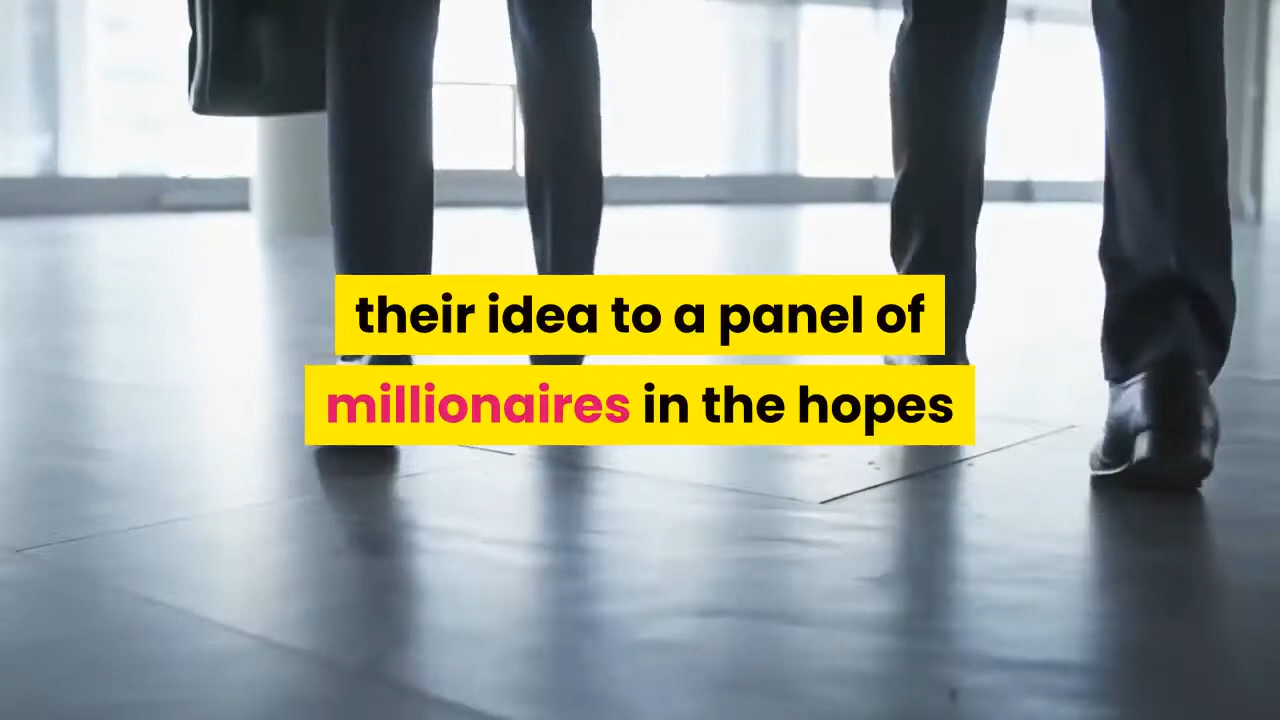 their idea to a panel of
millionaires in the hopes